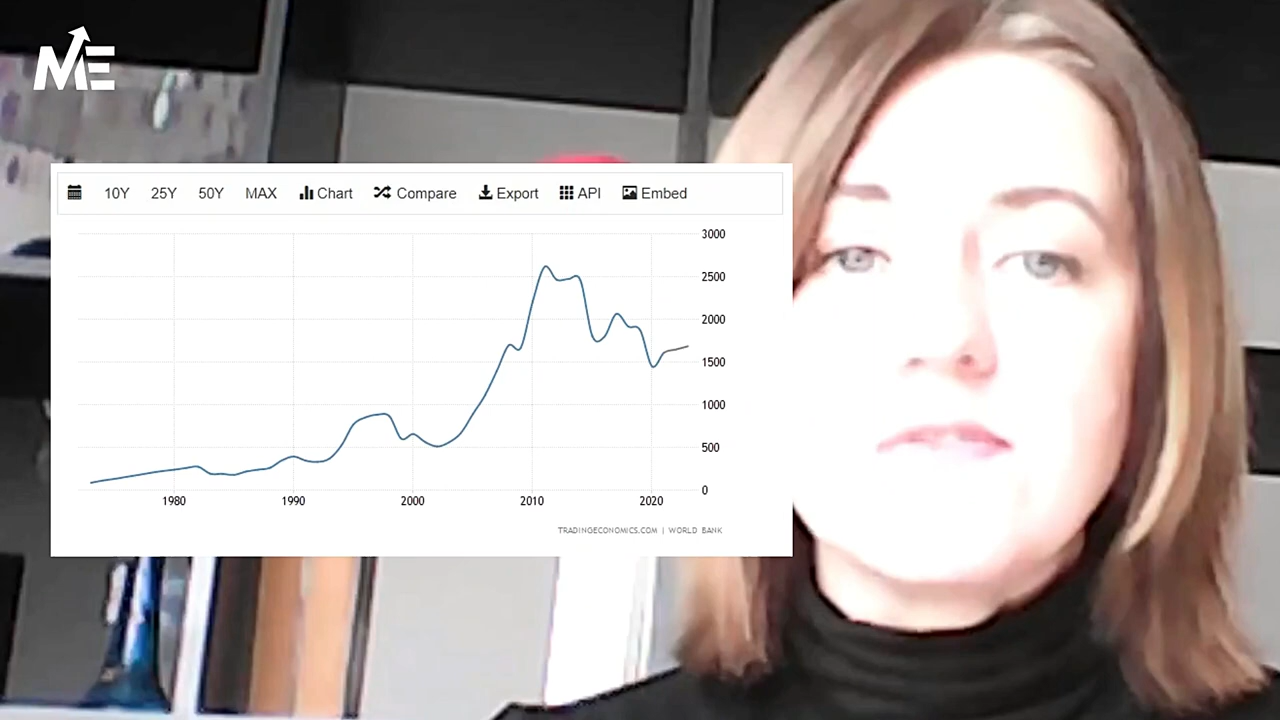 ME
10Y 25Y 50Y MAX Chart Compare Export API Embed
3000
2500
2000
1500
1000
500
0
1980 1990 2000 2010 2020
TRADINGECONOMICS.COM | WORLD BANK